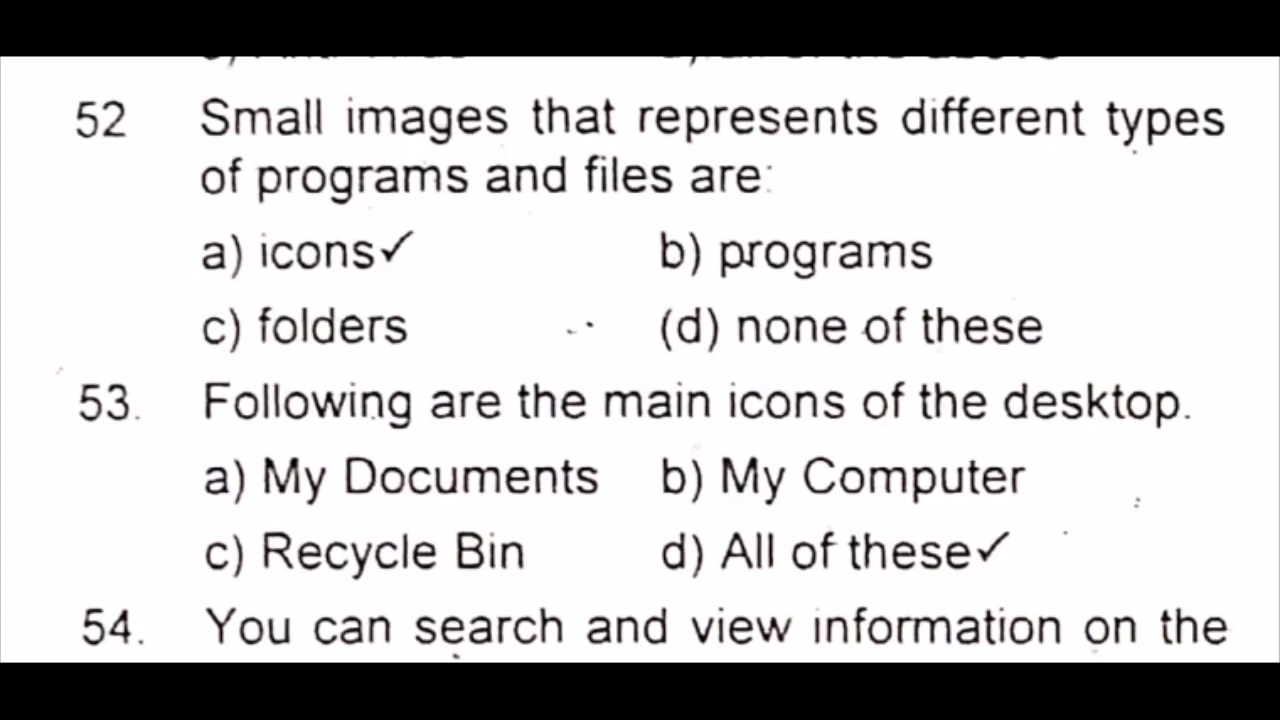 52 Small images that represents different types
of programs and files are:
a) icons✓ b) programs
c) folders (d) none of these
53. Following are the main icons of the desktop.
a) My Documents b) My Computer
c) Recycle Bin d) All of these✓
54. You can search and view information on the